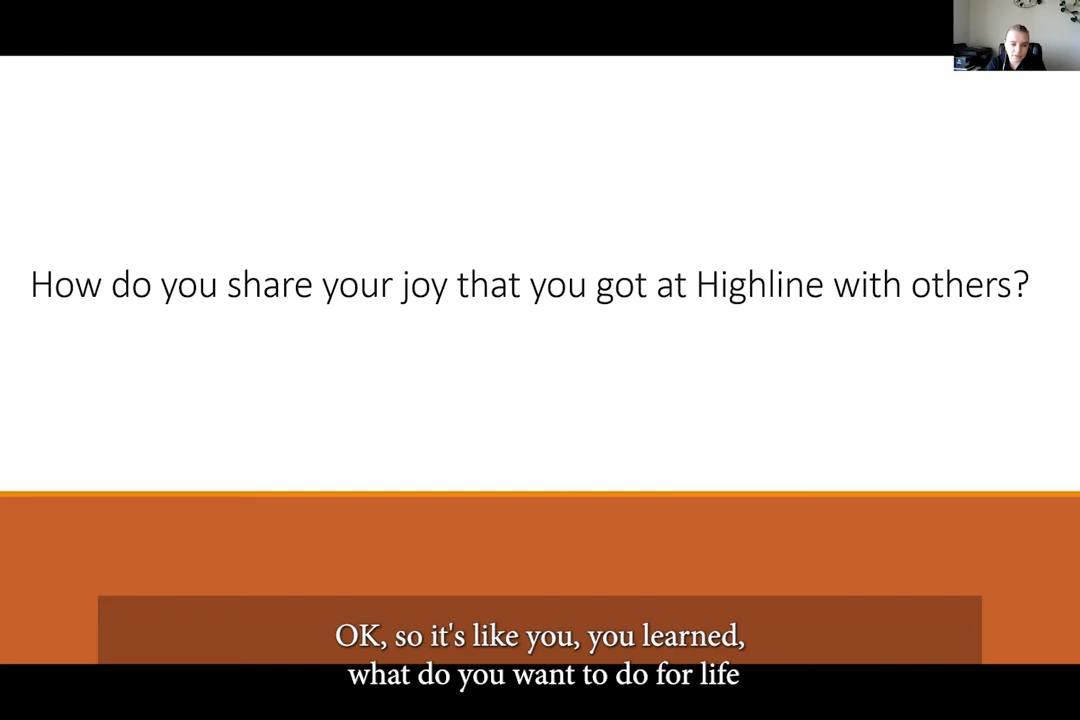 How do you share your joy that you got at Highline with others?
OK, so it's like you, you learned,
what do you want to do for life